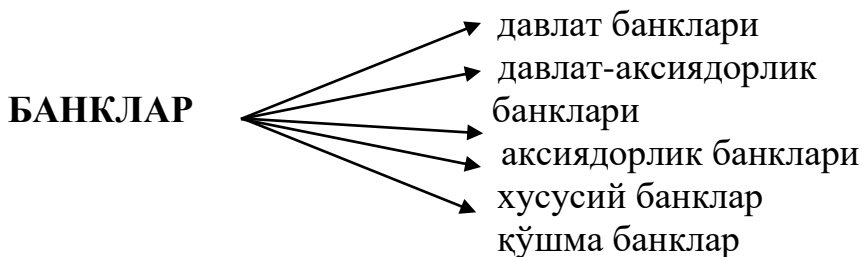 давлат банклари
давлат-аксиядорлик
БАНКЛАР
банклари
аксиядорлик банклари
хусусий банклар
қўшма банклар